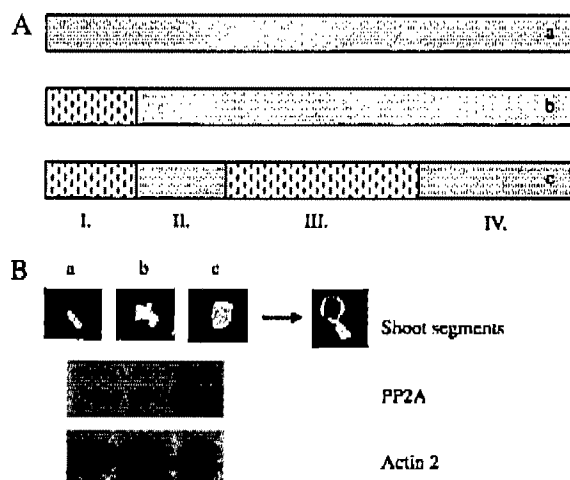 A
a
b
c
I. II. III. IV.
B
a b c
Shoot segments
PP2A
Actin 2